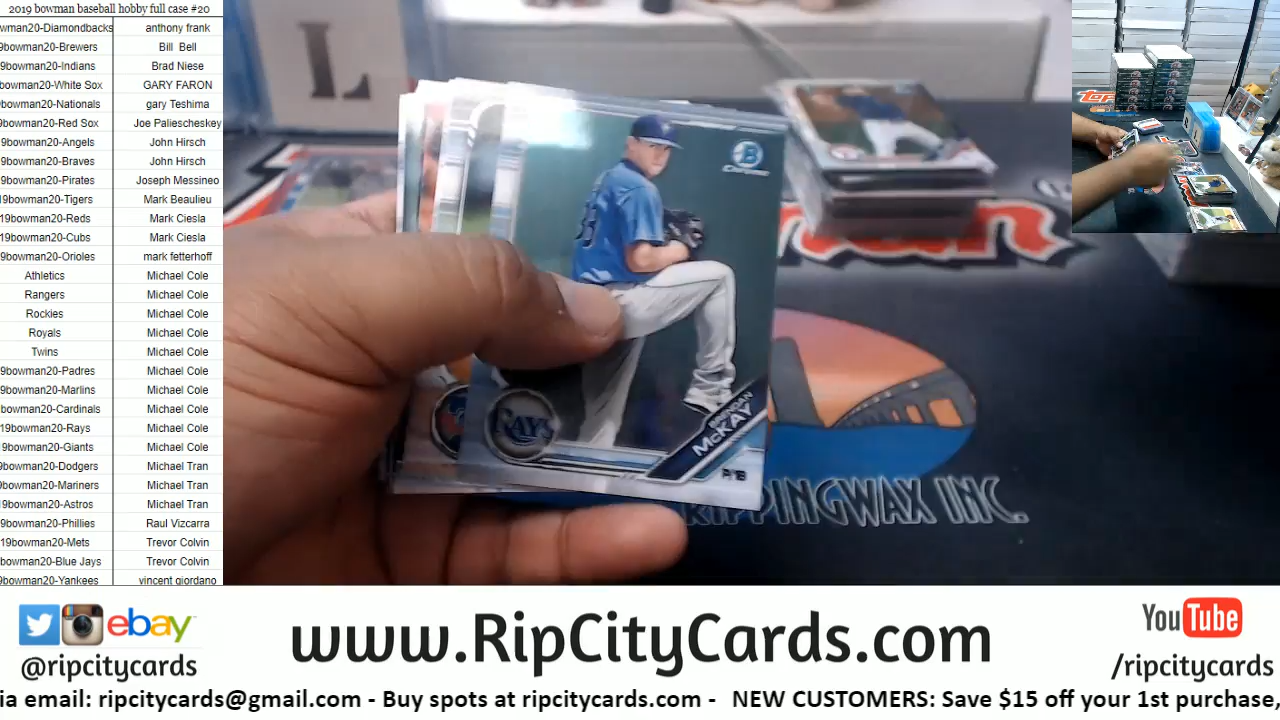 2019 bowman baseball hobby full case #20
wman20-Diamondbacks anthony frank
9bowman20-Brewers Bill Bell
9bowman20-Indians Brad Niese
bowman20-White Sox GARY FARON
bowman20-Nationals gary Teshima
9bowman20-Red Sox Joe Paliescheskey
9bowman20-Angels John Hirsch
9bowman20-Braves John Hirsch
9bowman20-Pirates Joseph Messineo
19bowman20-Tigers Mark Beaulieu
19bowman20-Reds Mark Ciesla
19bowman20-Cubs Mark Ciesla
9bowman20-Orioles mark fetterhoff
Athletics Michael Cole
Rangers Michael Cole
Rockies Michael Cole
Royals Michael Cole
Twins Michael Cole
9bowman20-Padres Michael Cole
9bowman20-Marlins Michael Cole
bowman20-Cardinals Michael Cole
19bowman20-Rays Michael Cole
9bowman20-Giants Michael Cole
9bowman20-Dodgers Michael Tran
9bowman20-Mariners Michael Tran
19bowman20-Astros Michael Tran
9bowman20-Phillies Raul Vizcarra
19bowman20-Mets Trevor Colvin
bowman20-Blue Jays Trevor Colvin
9bowman20-Yankees vincent giordano
L
B
Chrome
RAYS
BRENDAN
McKAY
P/1B
RIPPINGWAX INC.
Topps
ebay
@ripcitycards
www.RipCityCards.com
YouTube
/ripcitycards
ia email: ripcitycards@gmail.com - Buy spots at ripcitycards.com - NEW CUSTOMERS: Save $15 off your 1st purchase,